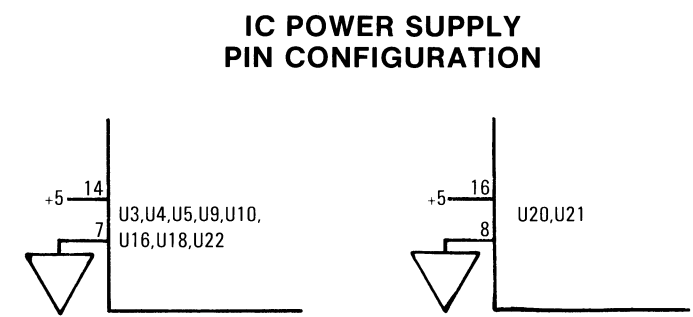 IC POWER SUPPLY
PIN CONFIGURATION
+5 14
U3,U4,U5,U9,U10,
7
U16,U18,U22
+5 16
U20,U21
8